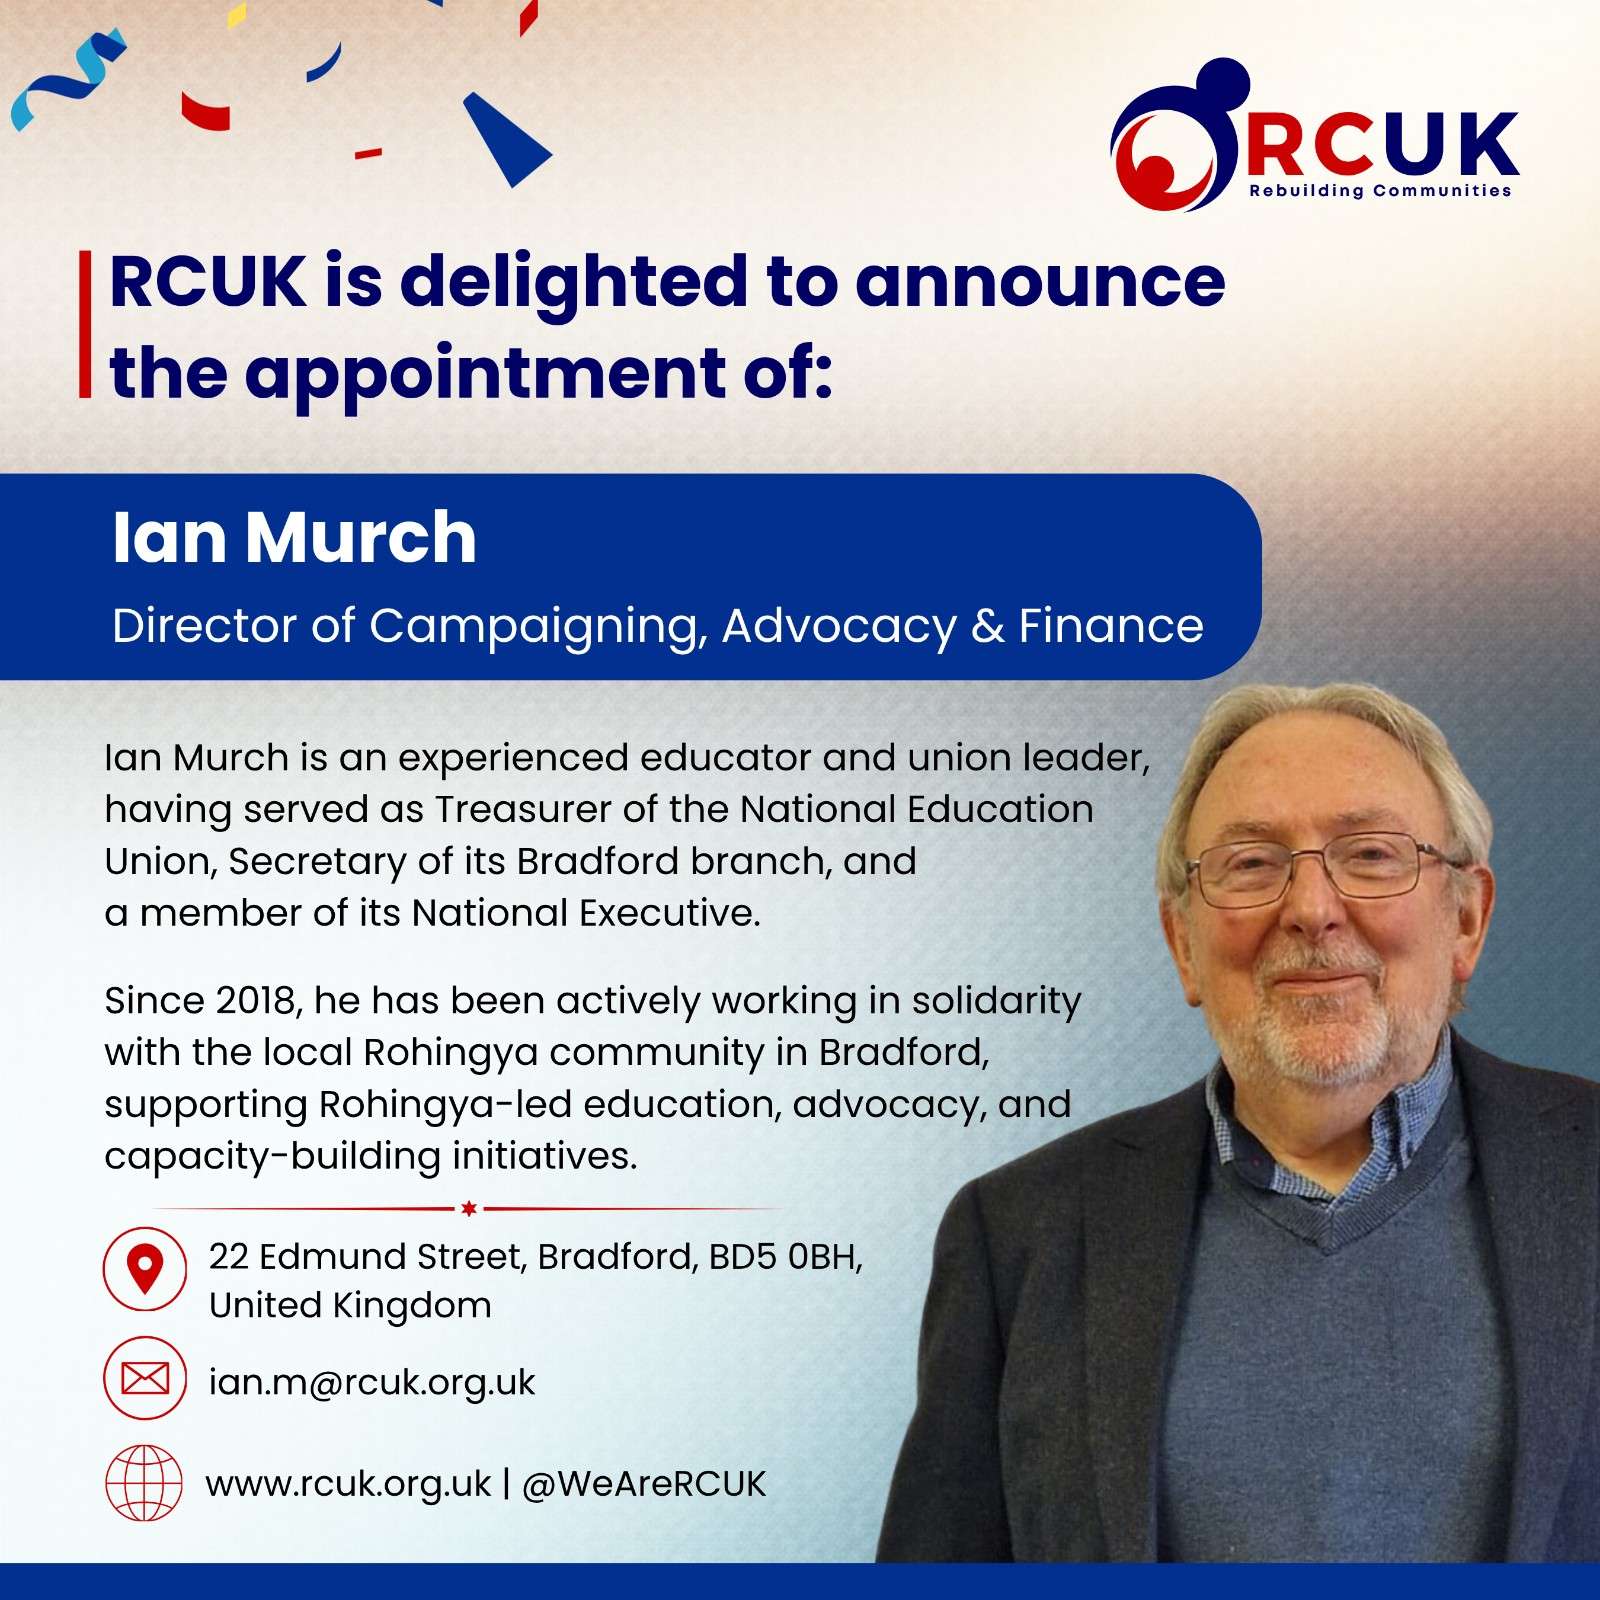 RCUK
Rebuilding Communities
RCUK is delighted to announce
the appointment of:
Ian Murch
Director of Campaigning, Advocacy & Finance
Ian Murch is an experienced educator and union leader,
having served as Treasurer of the National Education
Union, Secretary of its Bradford branch, and
a member of its National Executive.
Since 2018, he has been actively working in solidarity
with the local Rohingya community in Bradford,
supporting Rohingya-led education, advocacy, and
capacity-building initiatives.
22 Edmund Street, Bradford, BD5 0BH,
United Kingdom
ian.m@rcuk.org.uk
www.rcuk.org.uk | @WeAreRCUK